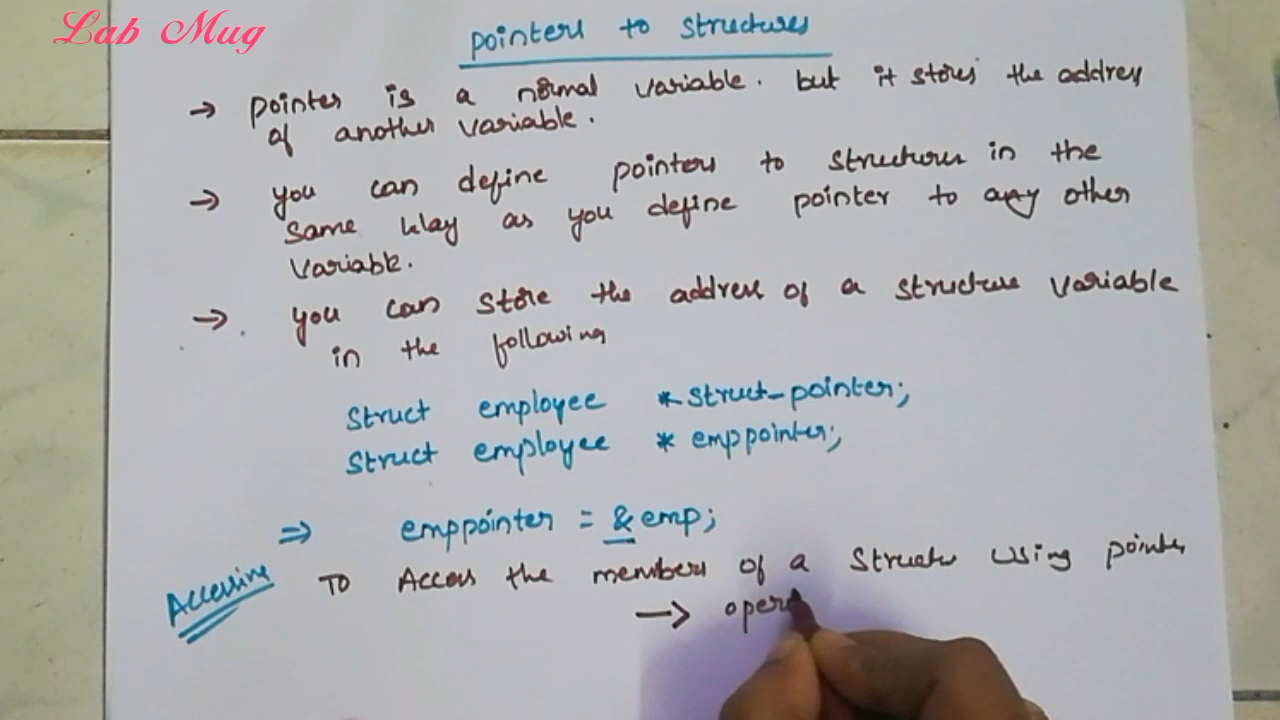 Lab Mug
pointers to structures
→ pointer is a normal variable. but it stores the address
of another variable.
→ you can define pointers to structures in the
same way as you define pointer to any other
variable.
→ you can store the address of a structure variable
in the following
Struct employee *struct-pointer;
Struct employee * emppointer;
⇒ emppointer = &emp;
Accessing
To Access the members of a Structure using pointer
→ oper